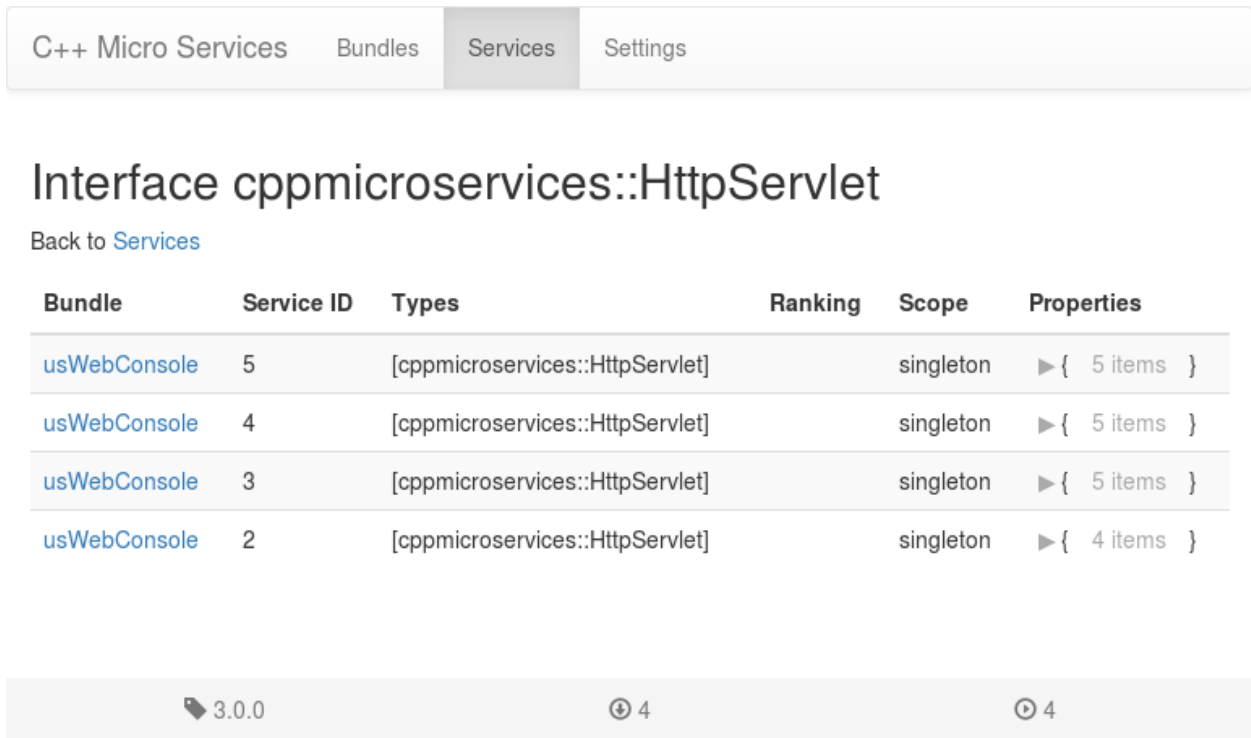 C++ Micro Services Bundles Services Settings
Interface cppmicroservices::HttpServlet
Back to Services
Bundle Service ID Types Ranking Scope Properties
usWebConsole 5 [cppmicroservices::HttpServlet] singleton ▶ { 5 items }
usWebConsole 4 [cppmicroservices::HttpServlet] singleton ▶ { 5 items }
usWebConsole 3 [cppmicroservices::HttpServlet] singleton ▶ { 5 items }
usWebConsole 2 [cppmicroservices::HttpServlet] singleton ▶ { 4 items }
3.0.0 4 4